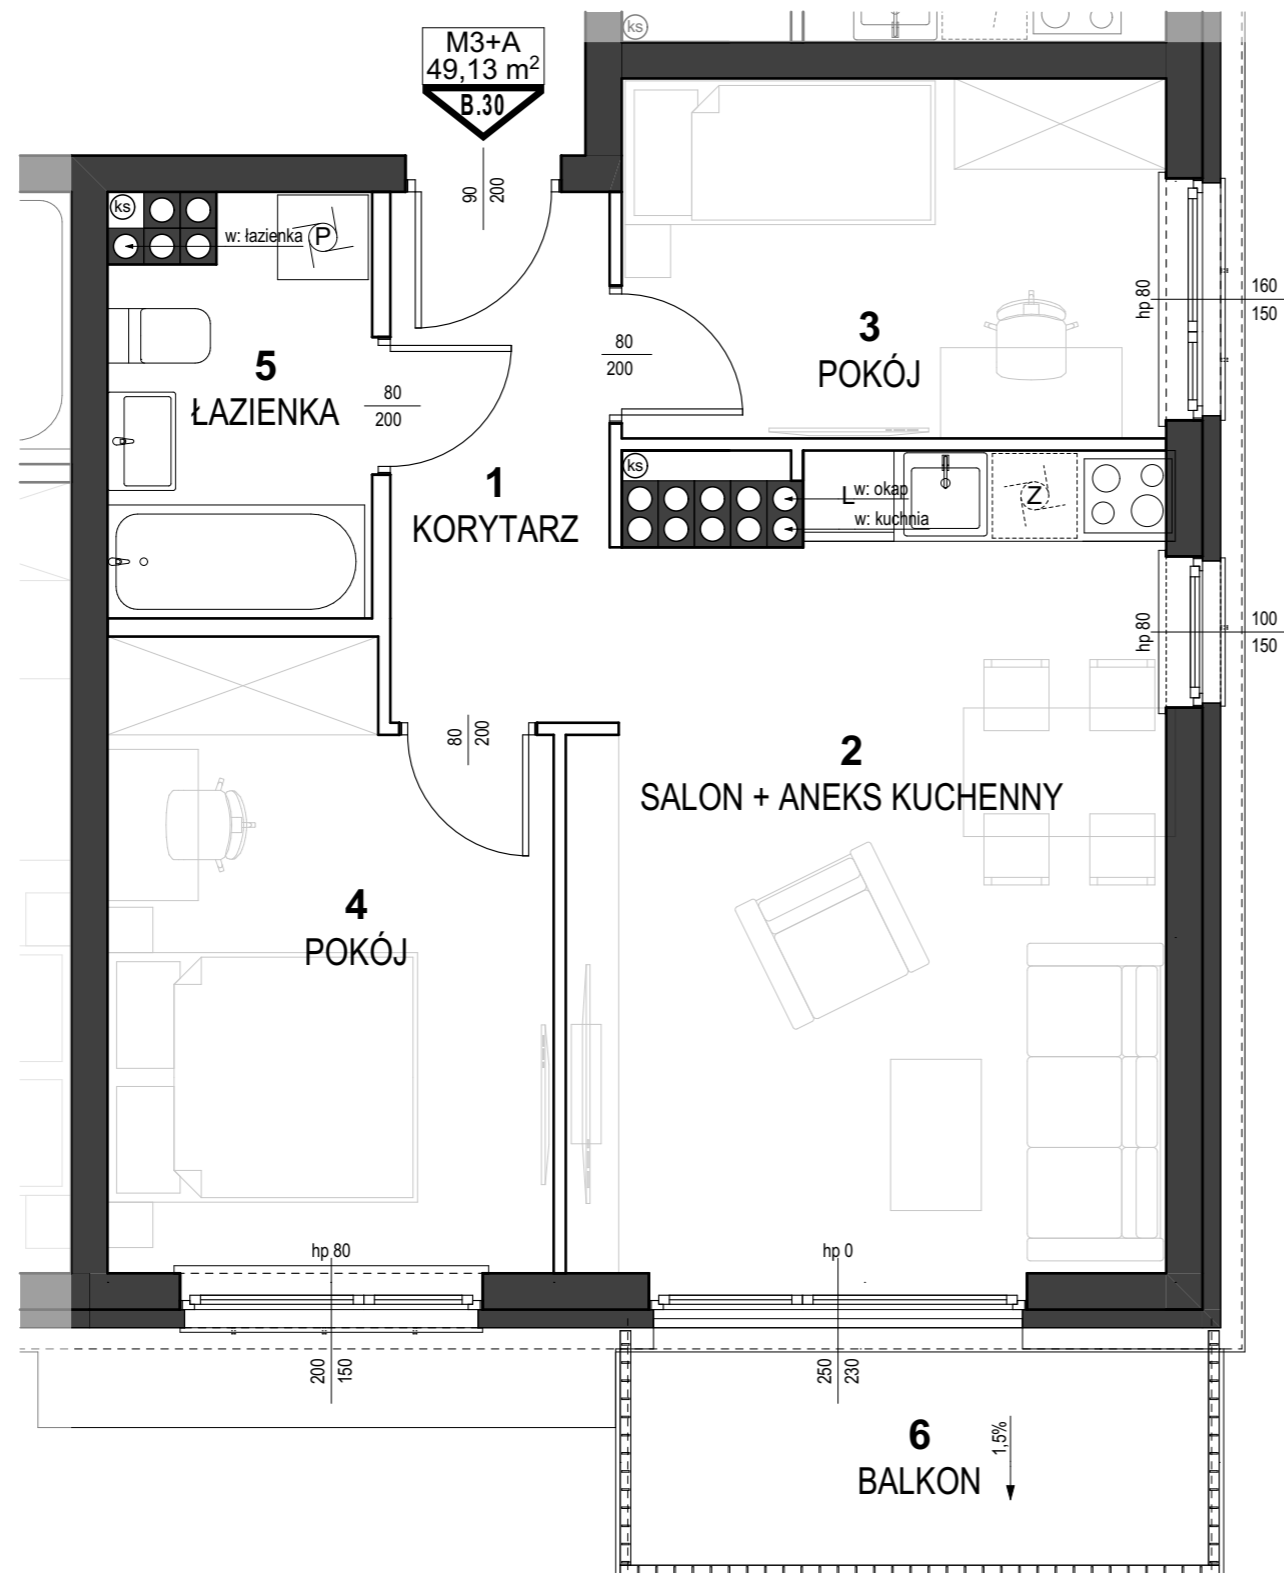 ks
M3+A
49,13 m²
B.30
90
200
ks
w: łazienka
P
5
ŁAZIENKA
80
200
80
200
3
POKÓJ
hp 80
160
150
1
KORYTARZ
ks
L
w: okap
w: kuchnia
Z
hp 80
100
150
80
200
2
SALON + ANEKS KUCHENNY
4
POKÓJ
hp 80
hp 0
200
150
250
230
6
BALKON
1,5%